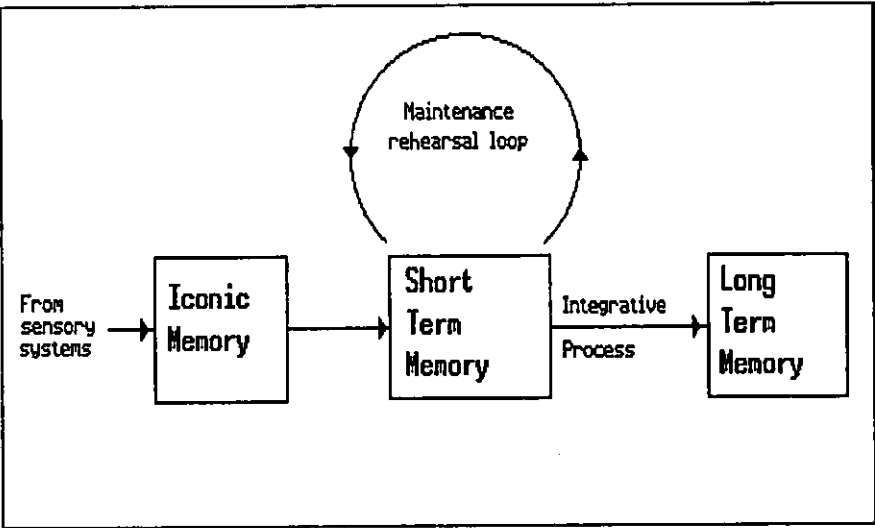 Maintenance
rehearsal loop
From
sensory
systems
Iconic
Memory
Short
Term
Memory
Integrative
Process
Long
Term
Memory